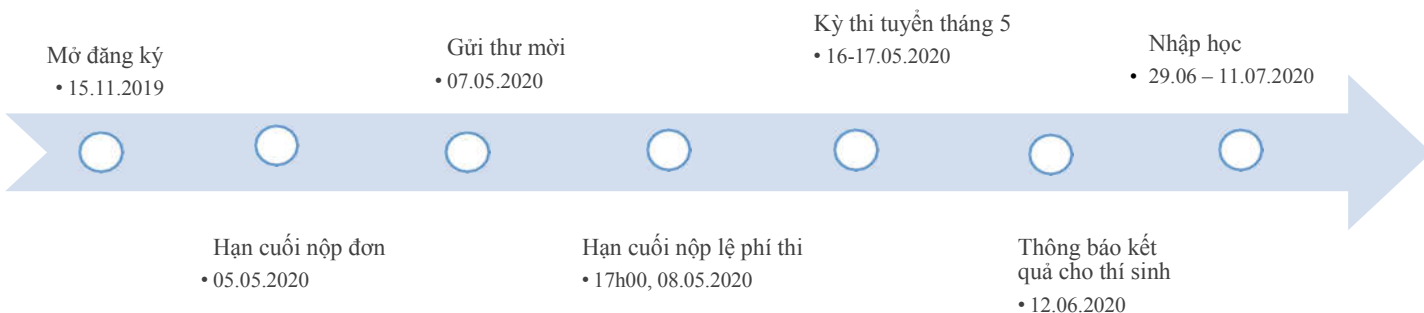 Mở đăng ký
• 15.11.2019
Hạn cuối nộp đơn
• 05.05.2020
Gửi thư mời
• 07.05.2020
Hạn cuối nộp lệ phí thi
• 17h00, 08.05.2020
Kỳ thi tuyển tháng 5
• 16-17.05.2020
Thông báo kết
quả cho thí sinh
• 12.06.2020
Nhập học
• 29.06 – 11.07.2020